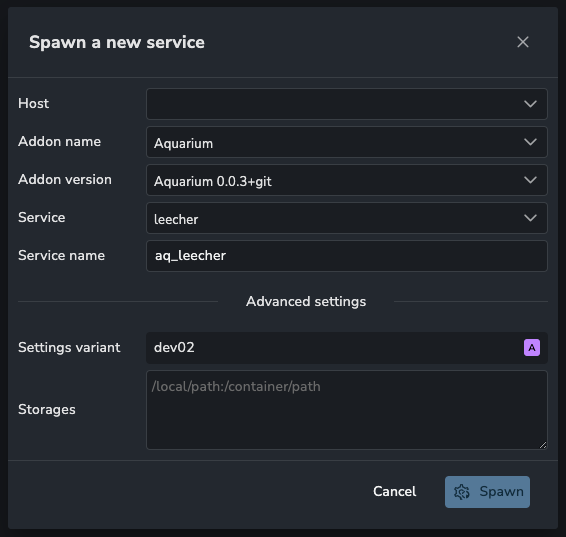 Spawn a new service
Host
Addon name Aquarium
Addon version Aquarium 0.0.3+git
Service leecher
Service name aq_leecher
Advanced settings
Settings variant dev02 A
Storages /local/path:/container/path
Cancel Spawn